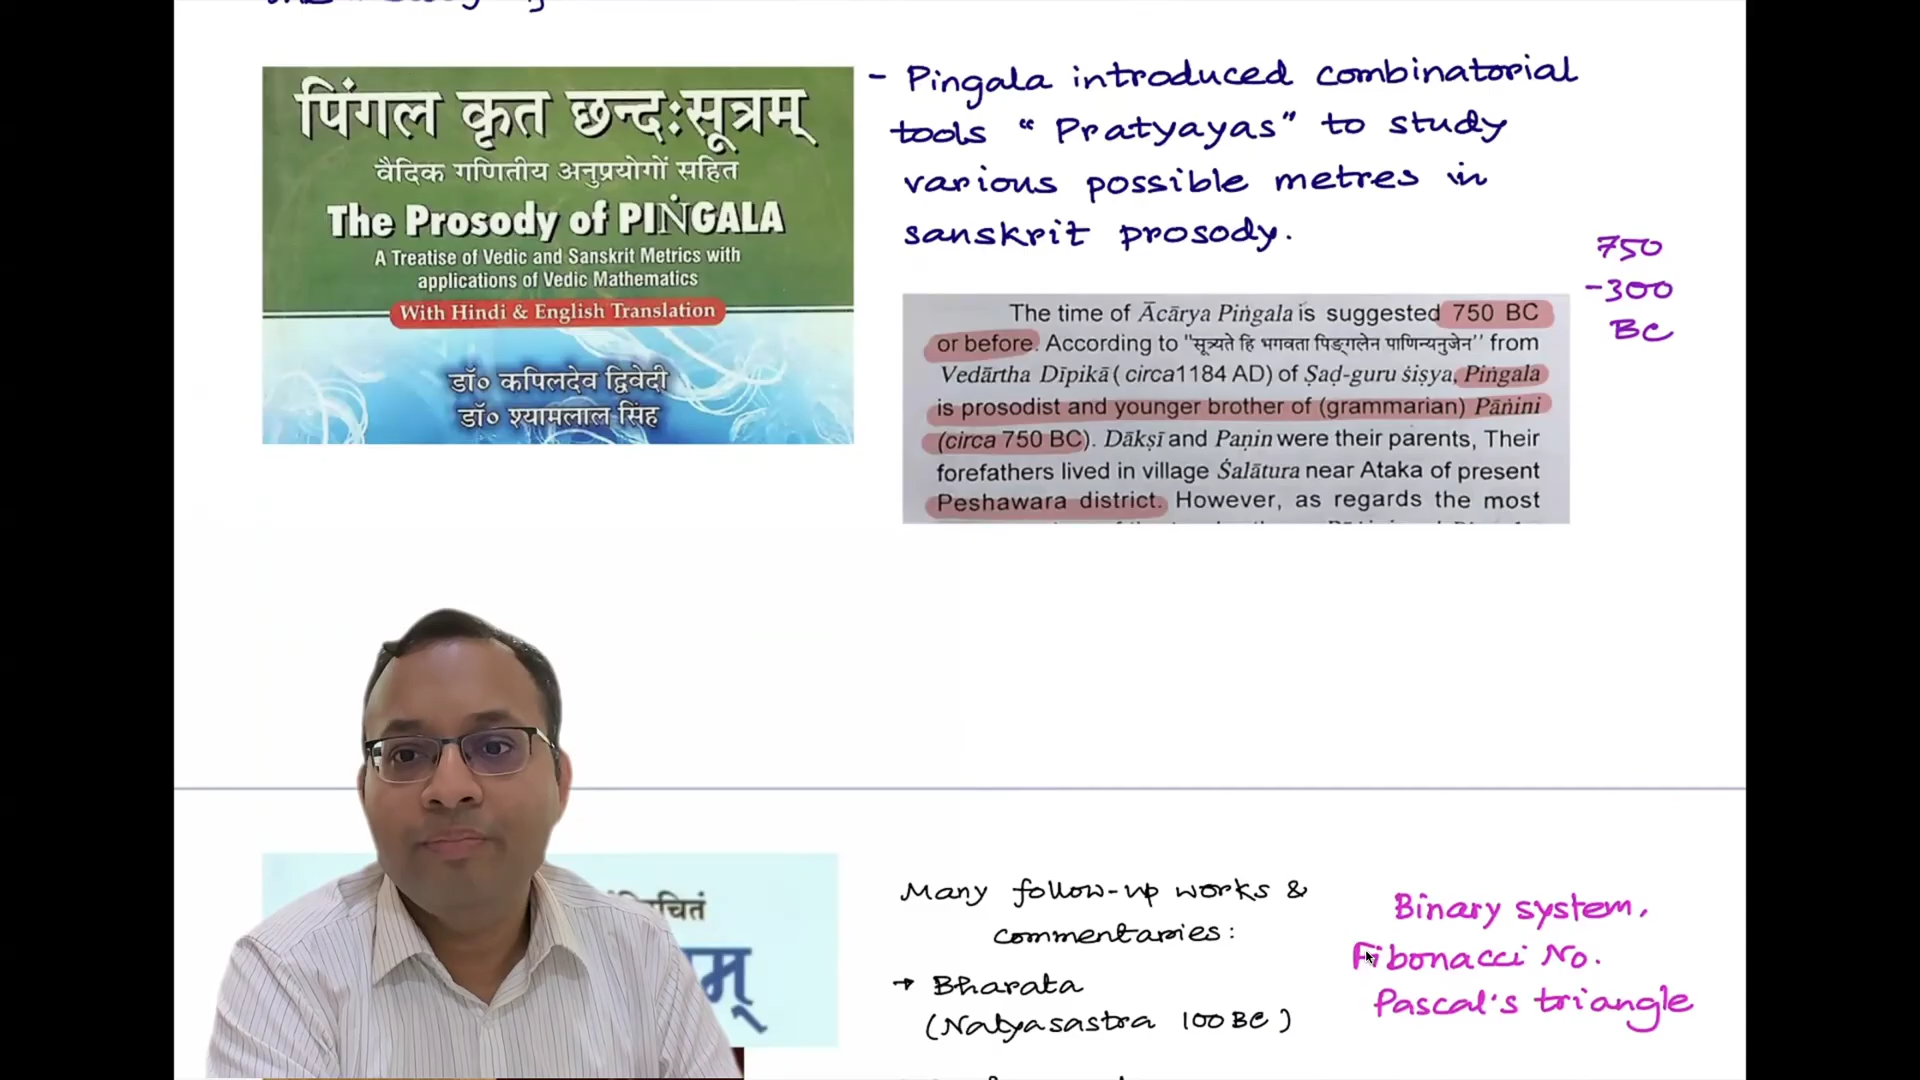 पिंगल कृत छन्दःसूत्रम्
वैदिक गणितीय अनुप्रयोगों सहित
The Prosody of PIṄGALA
A Treatise of Vedic and Sanskrit Metrics with
applications of Vedic Mathematics
With Hindi & English Translation
डॉ० कपिलदेव द्विवेदी
डॉ० श्यामलाल सिंह
- Pingala introduced combinatorial
tools "Pratyayas" to study
various possible metres in
sanskrit prosody.
750
-300
BC
The time of Ācārya Piṅgala is suggested 750 BC
or before. According to "सूत्र्यते हि भगवता पिङ्गलेन पाणिन्यनुजेन'' from
Vedārtha Dīpikā ( circa1184 AD) of Ṣaḍ-guru śiṣya, Piṅgala
is prosodist and younger brother of (grammarian) Pāṅini
(circa 750 BC). Dākṣī and Paṇin were their parents, Their
forefathers lived in village Śalātura near Ataka of present
Peshawara district. However, as regards the most
Many follow-up works &
commentaries:
→ Bharata
(Natyasastra 100 BC)
Binary system,
Fibonacci No.
Pascal's triangle